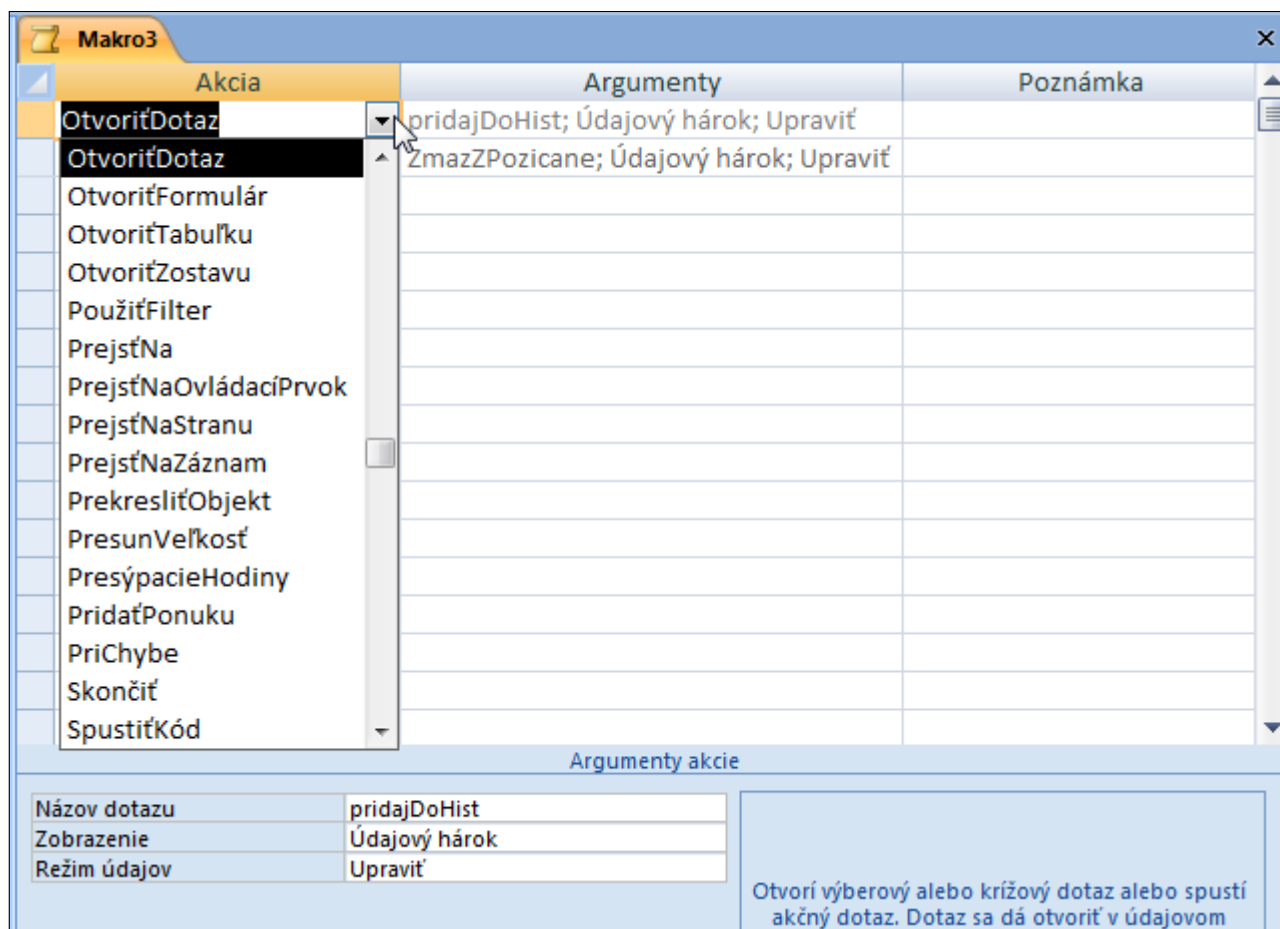 Makro3
Akcia Argumenty Poznámka
OtvoriťDotaz pridajDoHist; Údajový hárok; Upraviť
OtvoriťDotaz ZmazZPozicane; Údajový hárok; Upraviť
OtvoriťFormulár
OtvoriťTabuľku
OtvoriťZostavu
PoužiťFilter
PrejsťNa
PrejsťNaOvládacíPrvok
PrejsťNaStranu
PrejsťNaZáznam
PrekresliťObjekt
PresunVeľkosť
PresýpacieHodiny
PridaťPonuku
PriChybe
Skončiť
SpustiťKód
Argumenty akcie
Názov dotazu pridajDoHist
Zobrazenie Údajový hárok
Režim údajov Upraviť
Otvorí výberový alebo krížový dotaz alebo spustí
akčný dotaz. Dotaz sa dá otvoriť v údajovom